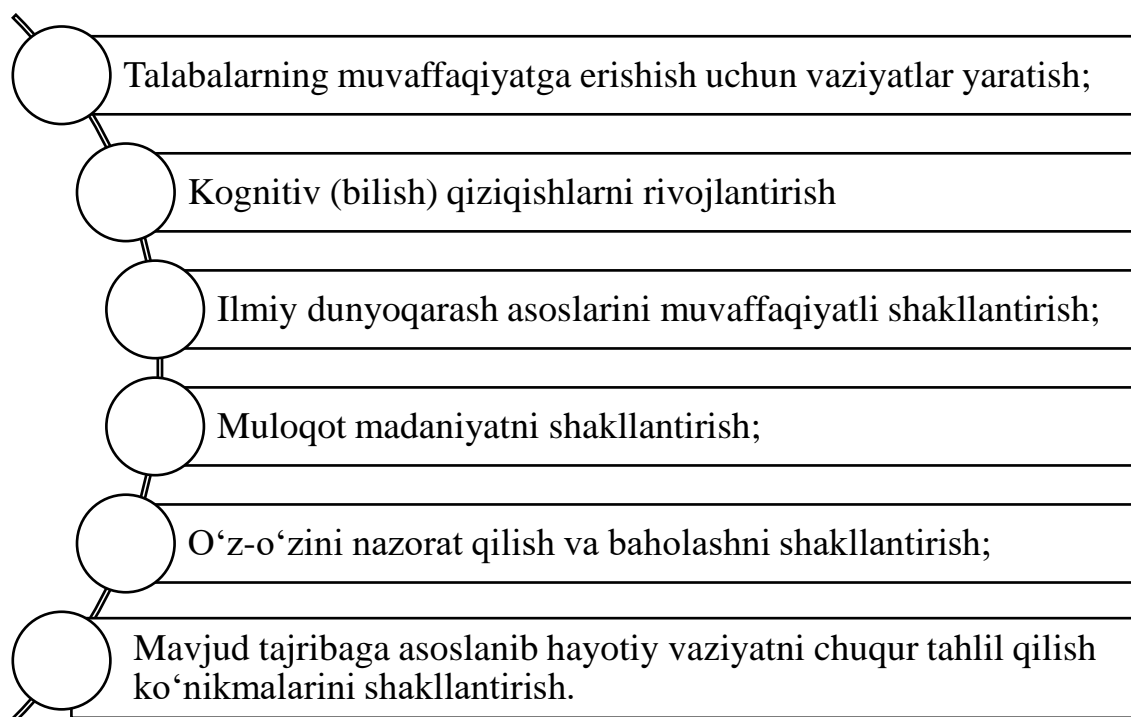 Talabalarning muvaffaqiyatga erishish uchun vaziyatlar yaratish;
Kognitiv (bilish) qiziqishlarni rivojlantirish
Ilmiy dunyoqarash asoslarini muvaffaqiyatli shakllantirish;
Muloqot madaniyatni shakllantirish;
O‘z-o‘zini nazorat qilish va baholashni shakllantirish;
Mavjud tajribaga asoslanib hayotiy vaziyatni chuqur tahlil qilish
ko‘nikmalarini shakllantirish.